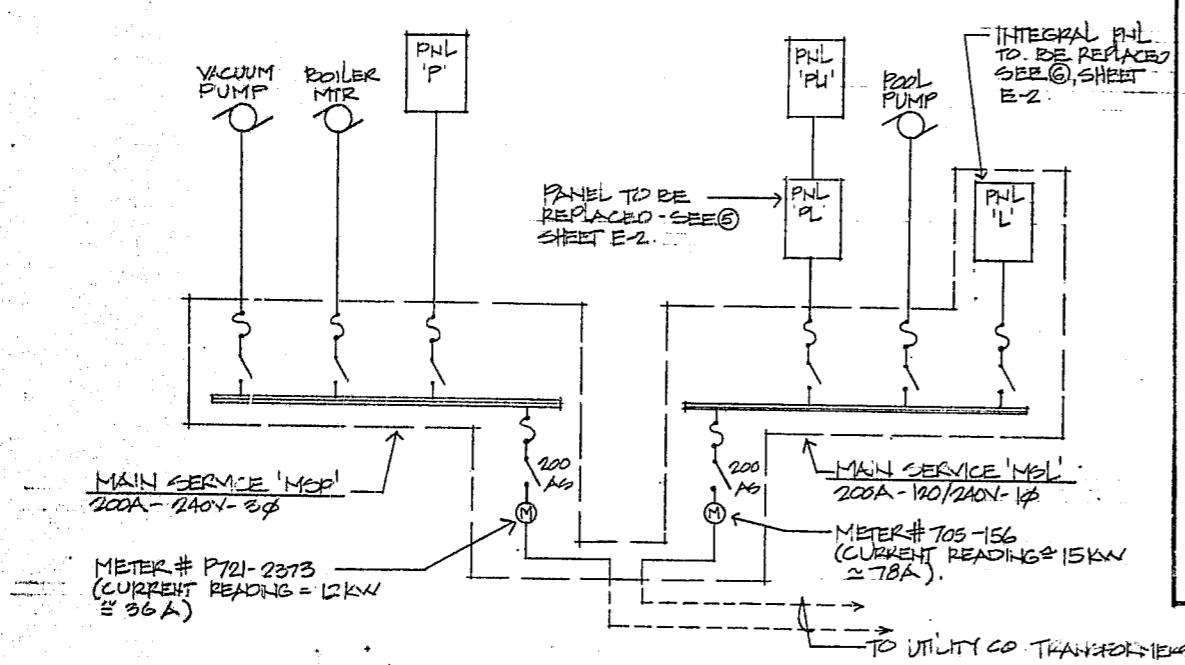 VACUUM
PUMP
BOILER
MTR
PNL
'P'
PNL
'PU'
POOL
PUMP
INTEGRAL PNL
TO BE REPLACED
SEE ⑥, SHEET
E-2.
PANEL TO BE
REPLACED - SEE ⑤
SHEET E-2.
PNL
'PL'
PNL
'L'
200
AS
200
AS
MAIN SERVICE 'MSP'
200A - 240V - 3φ
MAIN SERVICE 'MSL'
200A - 120/240V - 1φ
M
M
METER # P721-2373
(CURRENT READING = 12KW
≅ 36A)
METER # 705-156
(CURRENT READING ≅ 15KW
≅ 78A).
TO UTILITY CO. TRANSFORMERS